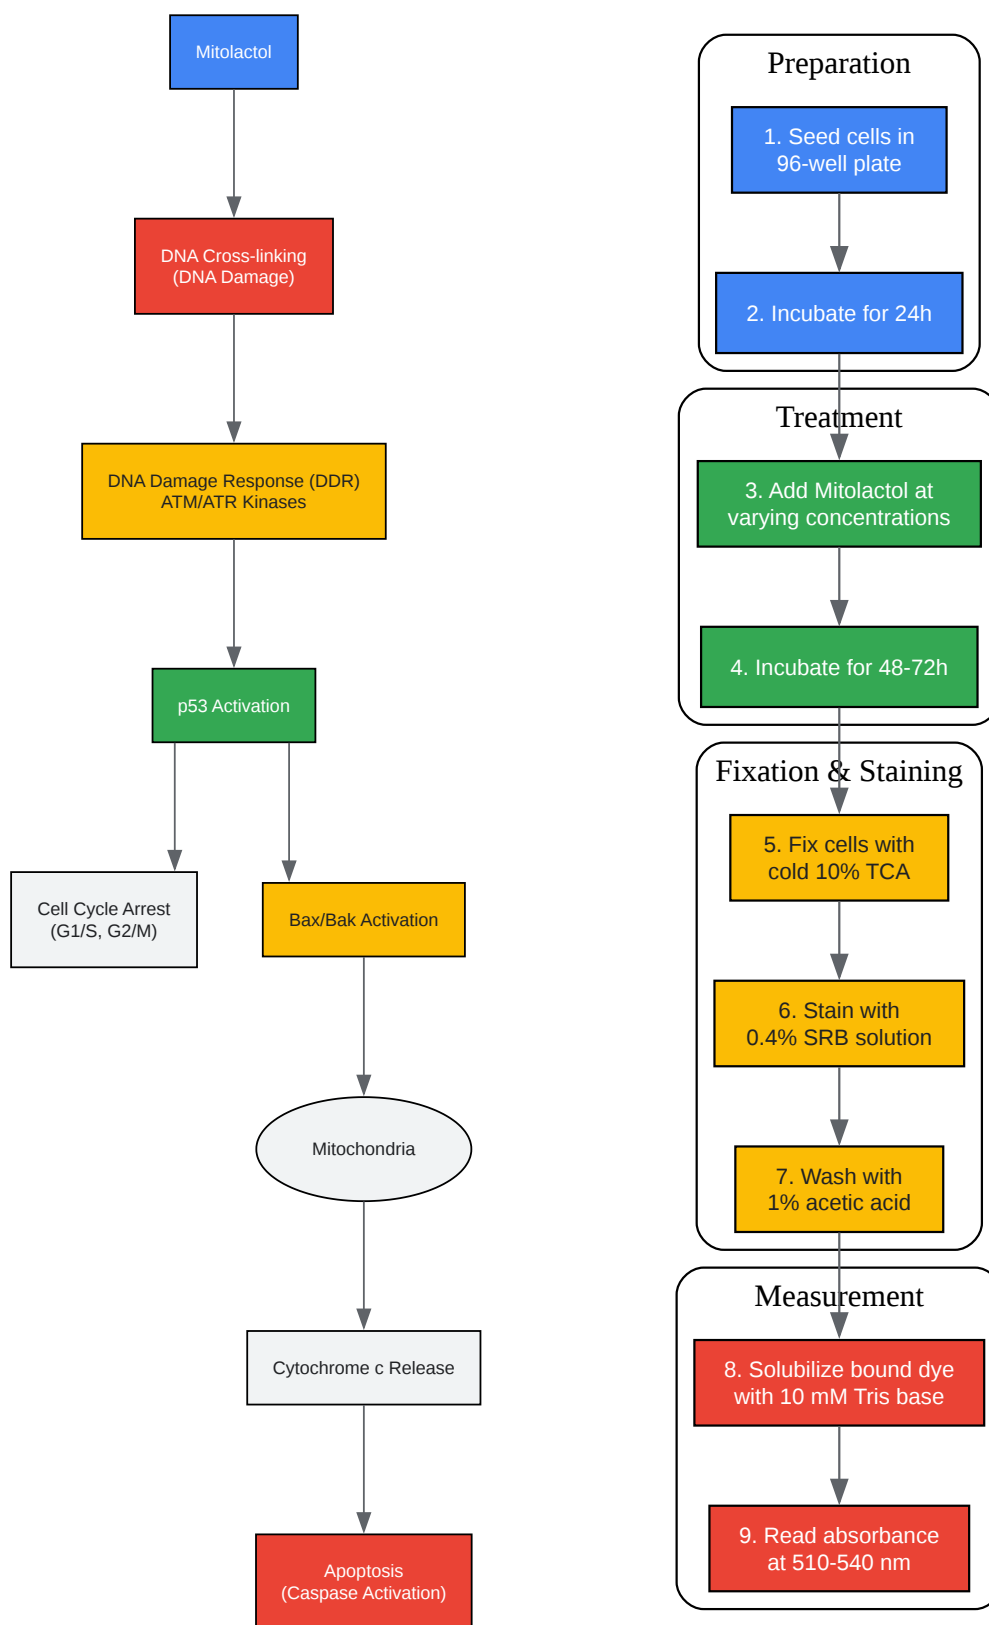 Mitolactol
DNA Cross-linking
(DNA Damage)
DNA Damage Response (DDR)
ATM/ATR Kinases
p53 Activation
Cell Cycle Arrest
(G1/S, G2/M)
Bax/Bak Activation
Mitochondria
Cytochrome c Release
Apoptosis
(Caspase Activation)
Preparation
1. Seed cells in
96-well plate
2. Incubate for 24h
Treatment
3. Add Mitolactol at
varying concentrations
4. Incubate for 48-72h
Fixation & Staining
5. Fix cells with
cold 10% TCA
6. Stain with
0.4% SRB solution
7. Wash with
1% acetic acid
Measurement
8. Solubilize bound dye
with 10 mM Tris base
9. Read absorbance
at 510-540 nm